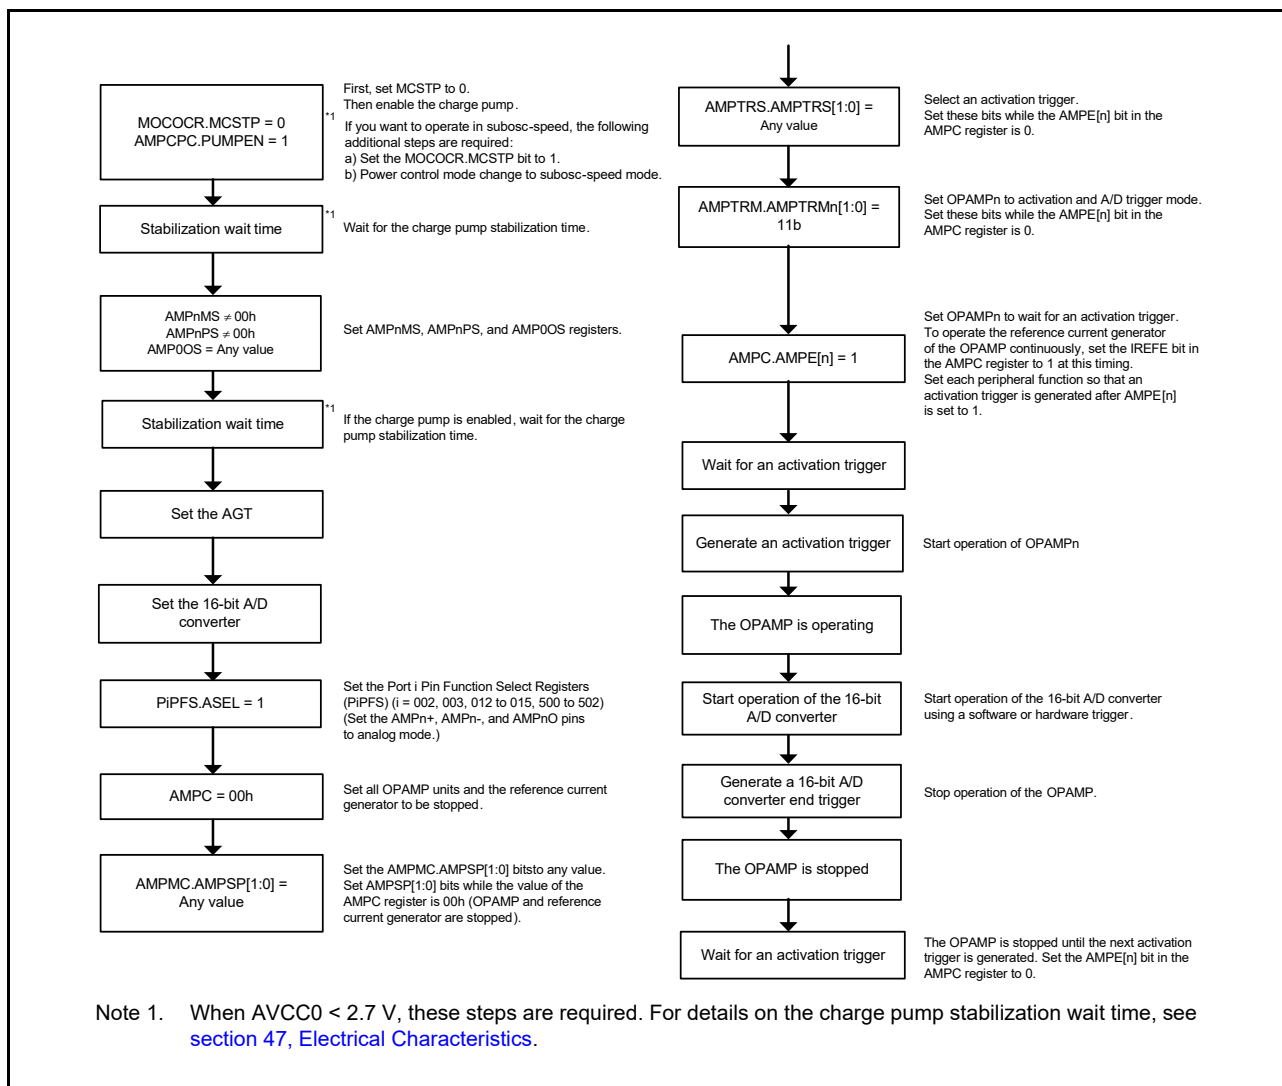 MOCOCR.MCSTP = 0
AMPCPC.PUMPEN = 1
*1
First, set MCSTP to 0.
Then enable the charge pump.
If you want to operate in subosc-speed, the following
additional steps are required:
a) Set the MOCOCR.MCSTP bit to 1.
b) Power control mode change to subosc-speed mode.
Stabilization wait time
*1
Wait for the charge pump stabilization time.
AMPnMS ≠ 00h
AMPnPS ≠ 00h
AMP0OS = Any value
Set AMPnMS, AMPnPS, and AMP0OS registers.
Stabilization wait time
*1
If the charge pump is enabled, wait for the charge
pump stabilization time.
Set the AGT
Set the 16-bit A/D
converter
PiPFS.ASEL = 1
Set the Port i Pin Function Select Registers
(PiPFS) (i = 002, 003, 012 to 015, 500 to 502)
(Set the AMPn+, AMPn-, and AMPnO pins
to analog mode.)
AMPC = 00h
Set all OPAMP units and the reference current
generator to be stopped.
AMPMC.AMPSP[1:0] =
Any value
Set the AMPMC.AMPSP[1:0] bitsto any value.
Set AMPSP[1:0] bits while the value of the
AMPC register is 00h (OPAMP and reference
current generator are stopped).
AMPTRS.AMPTRS[1:0] =
Any value
Select an activation trigger.
Set these bits while the AMPE[n] bit in the
AMPC register is 0.
AMPTRM.AMPTRMn[1:0] =
11b
Set OPAMPn to activation and A/D trigger mode.
Set these bits while the AMPE[n] bit in the
AMPC register is 0.
AMPC.AMPE[n] = 1
Set OPAMPn to wait for an activation trigger.
To operate the reference current generator
of the OPAMP continuously, set the IREFE bit in
the AMPC register to 1 at this timing.
Set each peripheral function so that an
activation trigger is generated after AMPE[n]
is set to 1.
Wait for an activation trigger
Generate an activation trigger
Start operation of OPAMPn
The OPAMP is operating
Start operation of the 16-bit
A/D converter
Start operation of the 16-bit A/D converter
using a software or hardware trigger.
Generate a 16-bit A/D
converter end trigger
Stop operation of the OPAMP.
The OPAMP is stopped
Wait for an activation trigger
The OPAMP is stopped until the next activation
trigger is generated. Set the AMPE[n] bit in the
AMPC register to 0.
Note 1. When AVCC0 < 2.7 V, these steps are required. For details on the charge pump stabilization wait time, see
section 47, Electrical Characteristics.